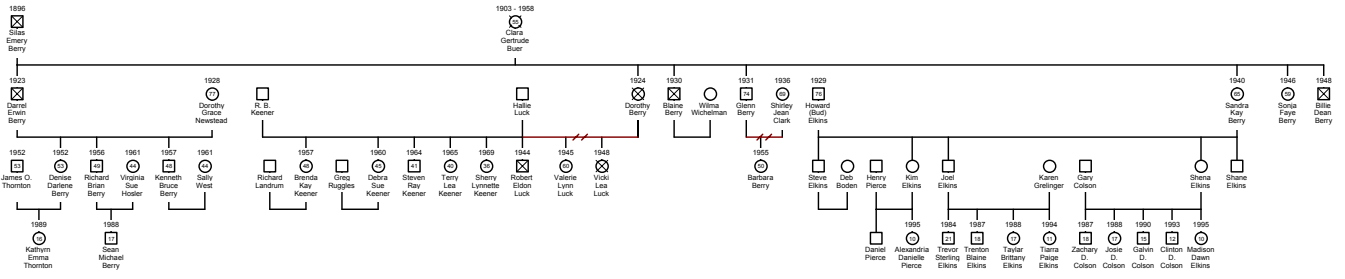 1896
Silas
Emery
Berry
1903 - 1958
55
Clara
Gertrude
Buer
1923
Darrel
Erwin
Berry
1928
77
Dorothy
Grace
Newstead
R. B.
Keener
Hallie
Luck
1924
Dorothy
Berry
1930
Blaine
Berry
Wilma
Wichelman
1931
74
Glenn
Berry
1936
69
Shirley
Jean
Clark
1929
76
Howard
(Bud)
Elkins
1940
65
Sandra
Kay
Berry
1946
59
Sonja
Faye
Berry
1948
Billie
Dean
Berry
1952
53
James O.
Thornton
1952
53
Denise
Darlene
Berry
1956
49
Richard
Brian
Berry
1961
44
Virginia
Sue
Hosler
1957
48
Kenneth
Bruce
Berry
1961
44
Sally
West
Richard
Landrum
1957
48
Brenda
Kay
Keener
Greg
Ruggles
1960
45
Debra
Sue
Keener
1964
41
Steven
Ray
Keener
1965
40
Terry
Lea
Keener
1969
36
Sherry
Lynnette
Keener
1944
Robert
Eldon
Luck
1945
60
Valerie
Lynn
Luck
1948
Vicki
Lea
Luck
1955
50
Barbara
Berry
Steve
Elkins
Deb
Boden
Henry
Pierce
Kim
Elkins
Joel
Elkins
Karen
Grelinger
Gary
Colson
Shena
Elkins
Shane
Elkins
1989
16
Kathyrn
Emma
Thornton
1988
17
Sean
Michael
Berry
Daniel
Pierce
1995
10
Alexandria
Danielle
Pierce
1984
21
Trevor
Sterling
Elkins
1987
18
Trenton
Blaine
Elkins
1988
17
Taylar
Brittany
Elkins
1994
11
Tiarra
Paige
Elkins
1987
18
Zachary
D.
Colson
1988
17
Josie
D.
Colson
1990
15
Galvin
D.
Colson
1993
12
Clinton
D.
Colson
1995
10
Madison
Dawn
Elkins